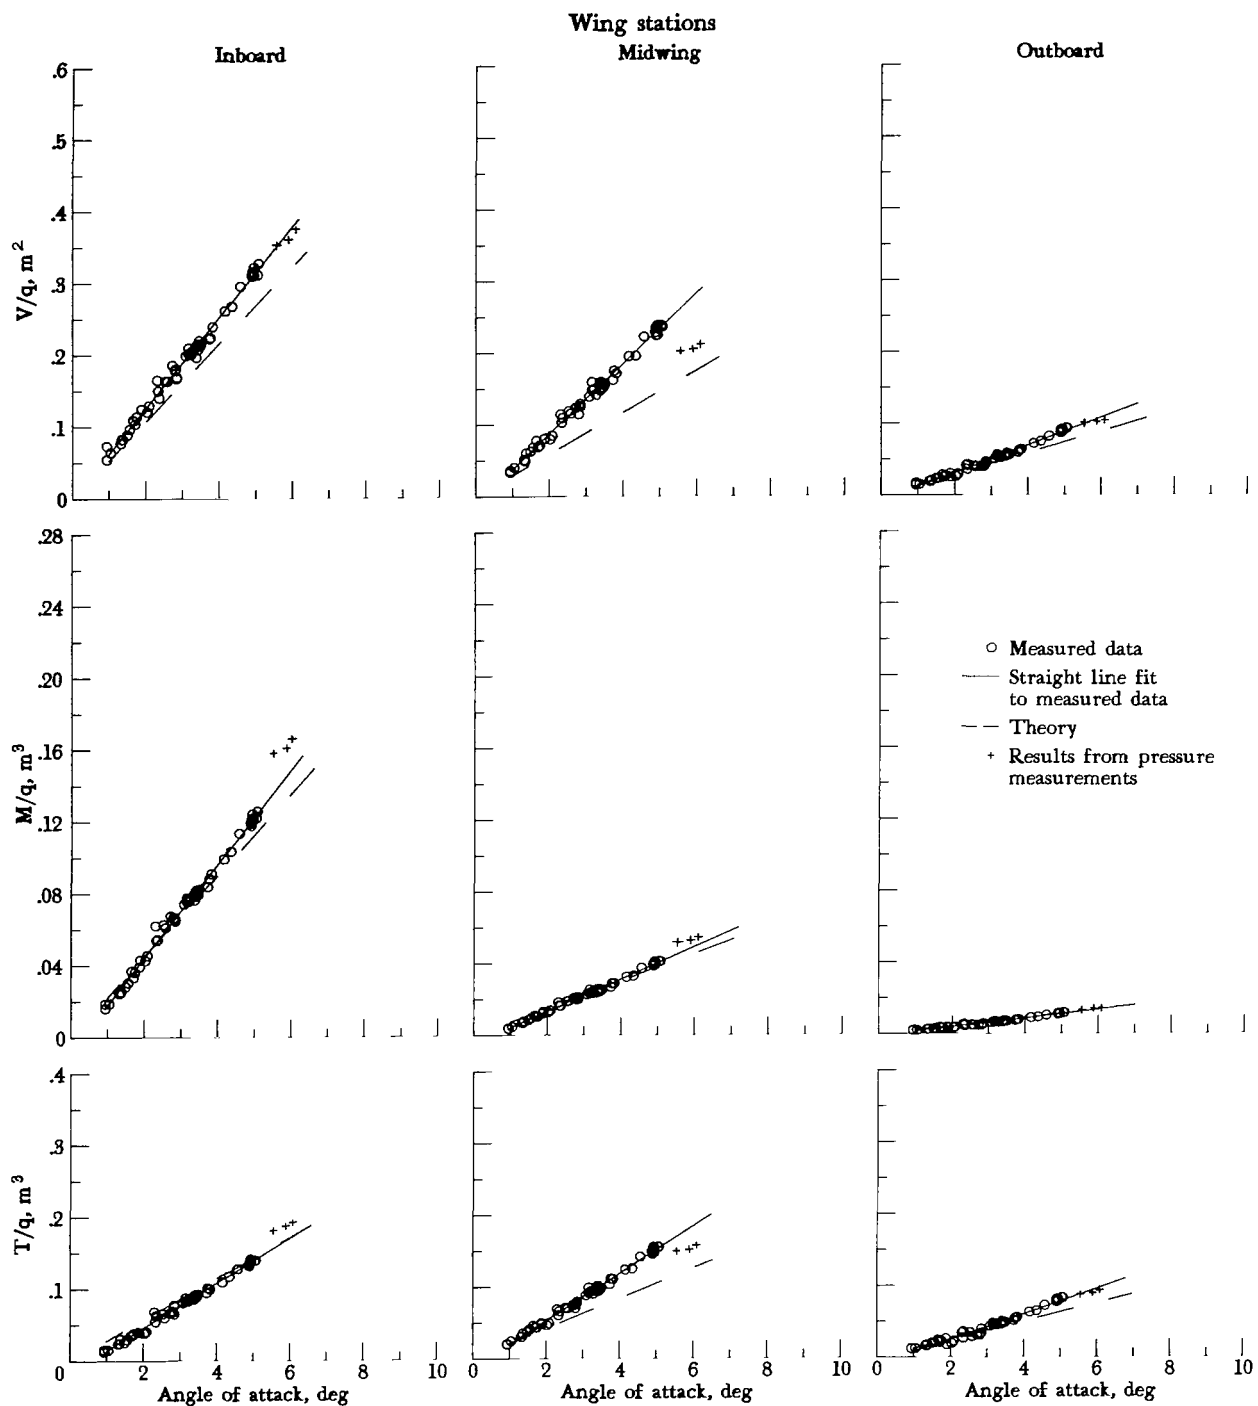 Wing stations
Inboard
Midwing
Outboard
.6
.5
.4
.3
.2
.1
0
V/q, m²
.28
.24
.20
.16
.12
.08
.04
0
M/q, m³
Measured data
Straight line fit
to measured data
Theory
Results from pressure
measurements
.4
.3
.2
.1
0
T/q, m³
2 4 6 8 10
0 2 4 6 8 10
0 2 4 6 8 10
Angle of attack, deg
Angle of attack, deg
Angle of attack, deg